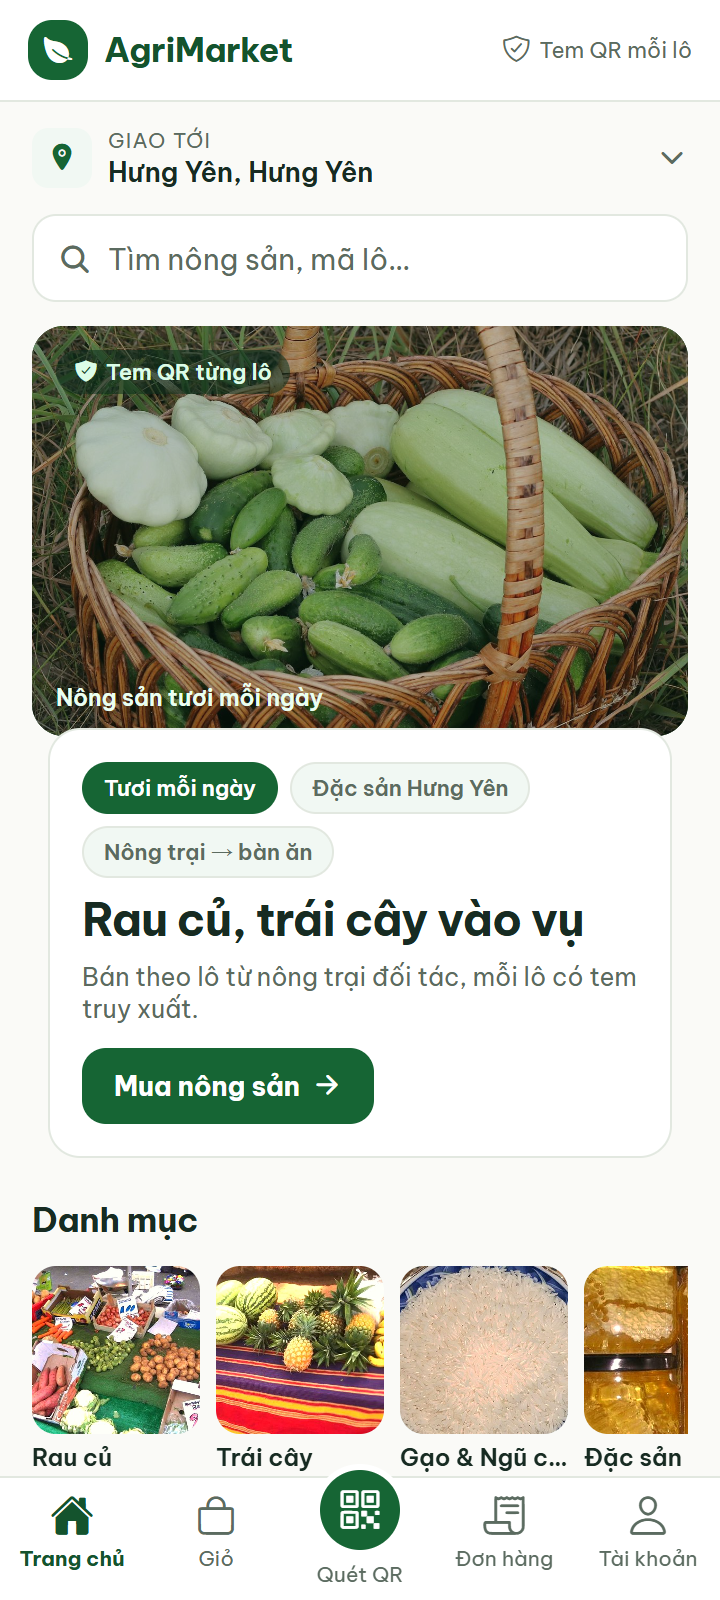 AgriMarket
Tem QR mỗi lô
GIAO TỚI
Hưng Yên, Hưng Yên
Tìm nông sản, mã lô...
Tem QR từng lô
Nông sản tươi mỗi ngày
Tươi mỗi ngày
Đặc sản Hưng Yên
Nông trại → bàn ăn
Rau củ, trái cây vào vụ
Bán theo lô từ nông trại đối tác, mỗi lô có tem
truy xuất.
Mua nông sản →
Danh mục
Rau củ
Trái cây
Gạo & Ngũ c...
Đặc sản
Trang chủ
Giỏ
Quét QR
Đơn hàng
Tài khoản